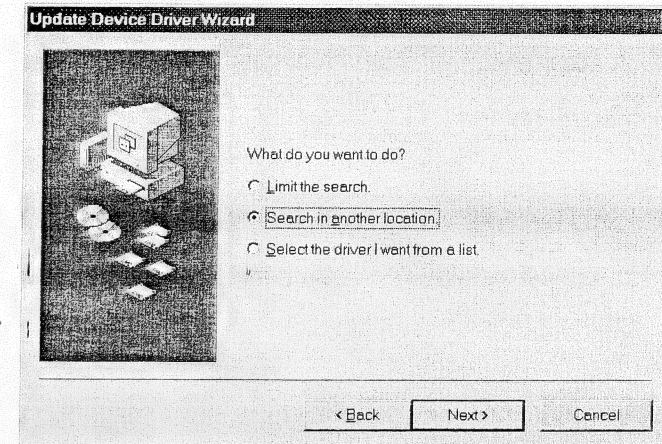 Update Device Driver Wizard
What do you want to do?
Limit the search.
Search in another location.
Select the driver I want from a list.
< Back
Next >
Cancel